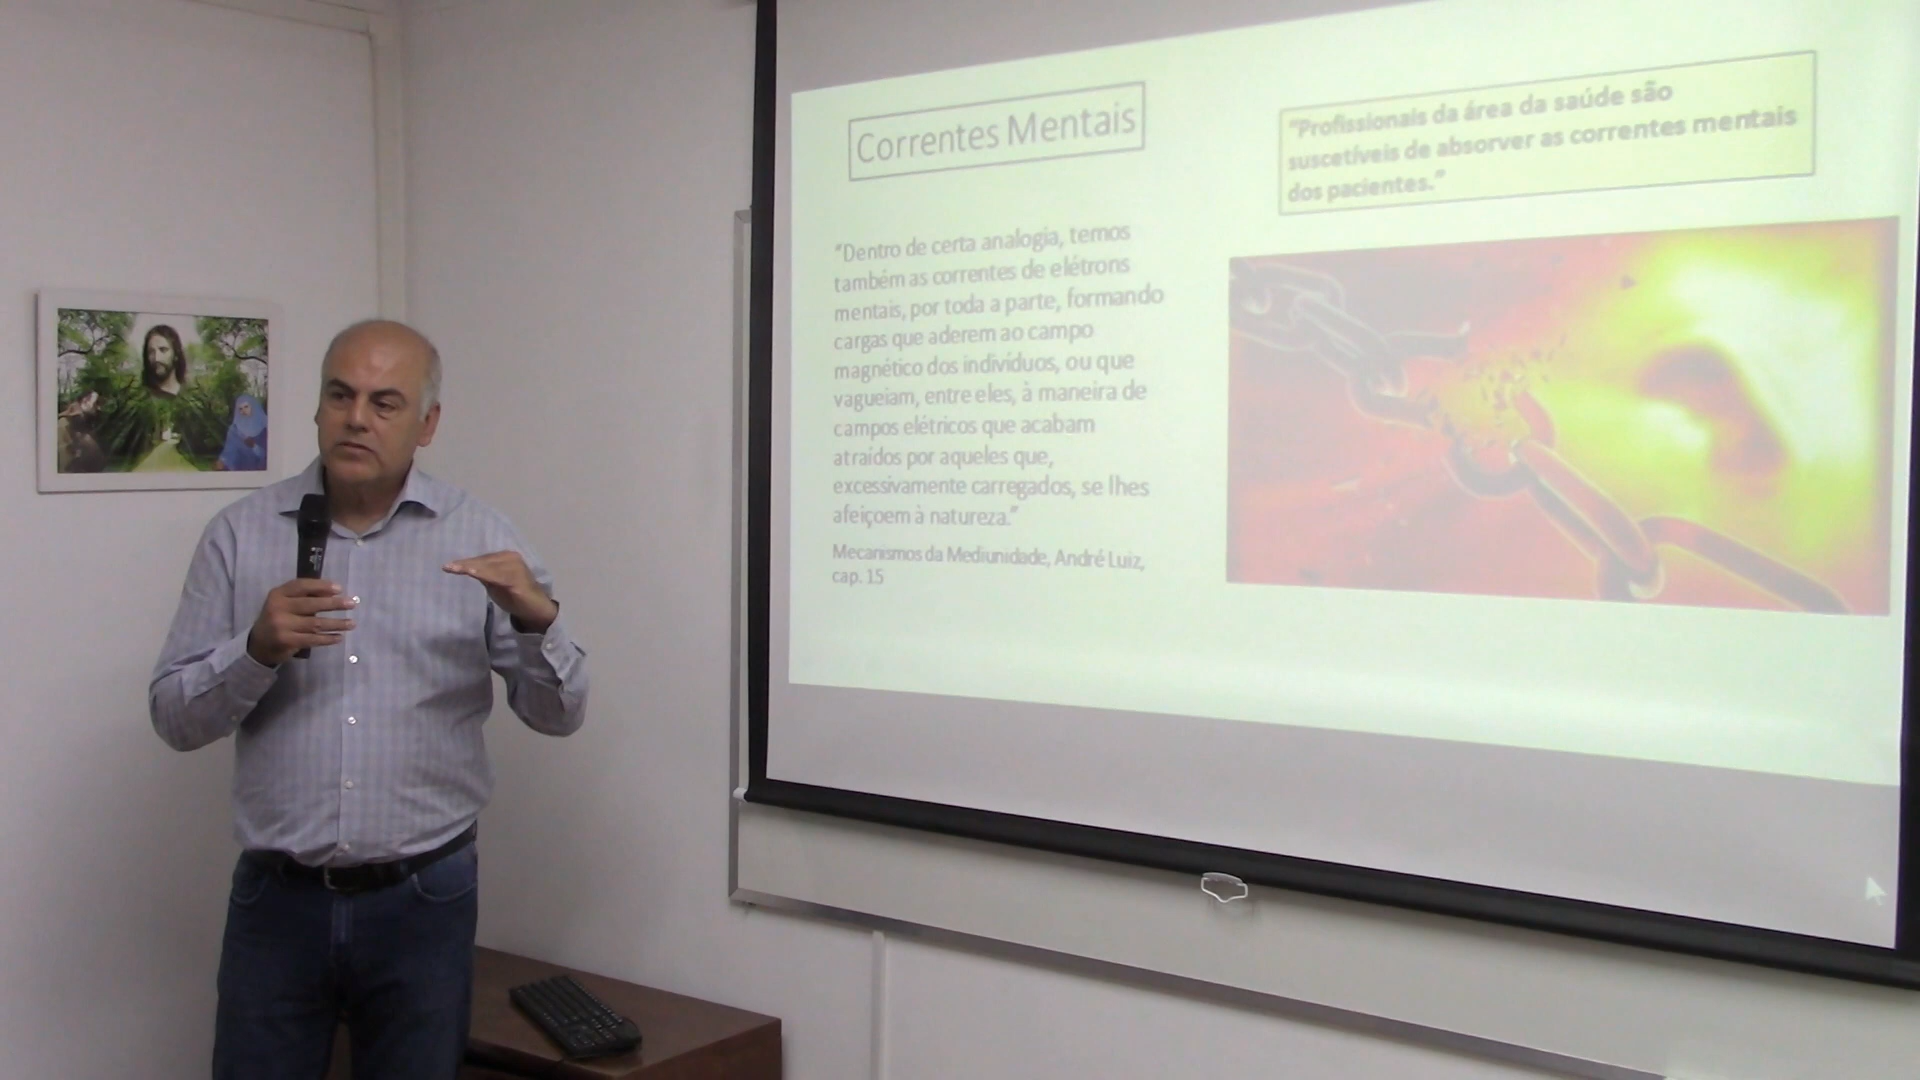 Correntes Mentais
"Profissionais da área da saúde são
suscetíveis de absorver as correntes mentais
dos pacientes."
"Dentro de certa analogia, temos
também as correntes de elétrons
mentais, por toda a parte, formando
cargas que aderem ao campo
magnético dos indivíduos, ou que
vagueiam, entre eles, à maneira de
campos elétricos que acabam
atraídos por aqueles que,
excessivamente carregados, se lhes
afeiçoem à natureza."
Mecanismos da Mediunidade, André Luiz,
cap. 15